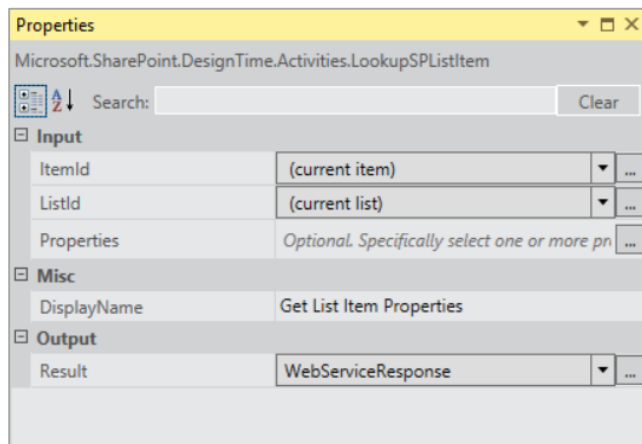 Properties
Microsoft.SharePoint.DesignTime.Activities.LookupSPListItem
Search: Clear
Input
ItemId (current item) ...
ListId (current list) ...
Properties Optional. Specifically select one or more pr ...
Misc
DisplayName Get List Item Properties
Output
Result WebServiceResponse ...